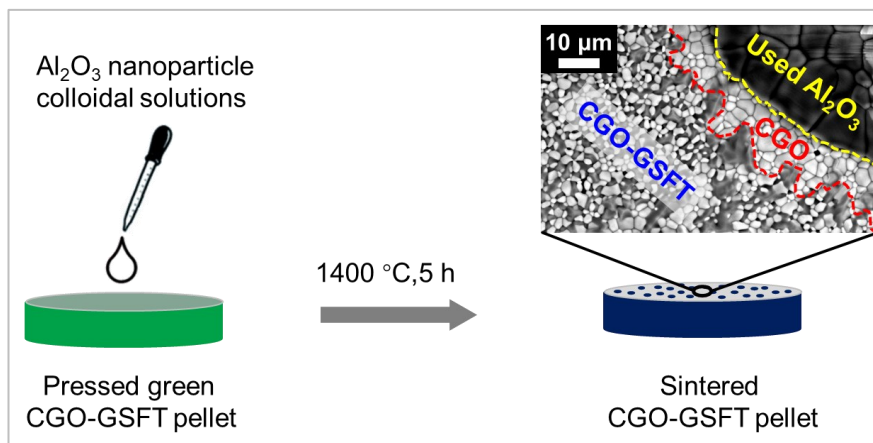 Al₂O₃ nanoparticle
colloidal solutions
1400 °C,5 h
Pressed green
CGO-GSFT pellet
10 μm
Used Al₂O₃
CGO
CGO-GSFT
Sintered
CGO-GSFT pellet